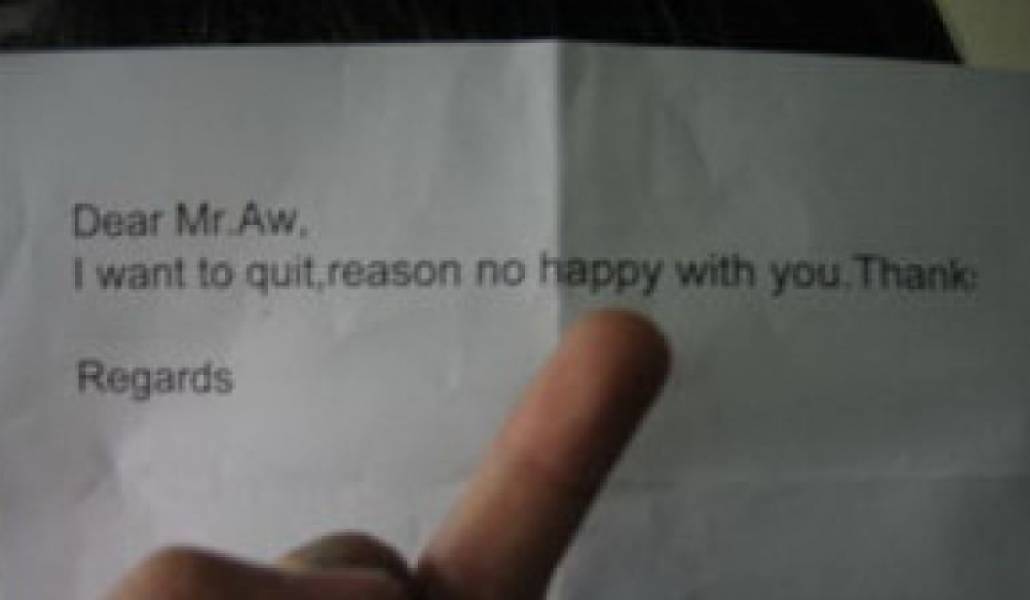 Dear Mr.Aw,
I want to quit,reason no happy with you.Thank
Regards